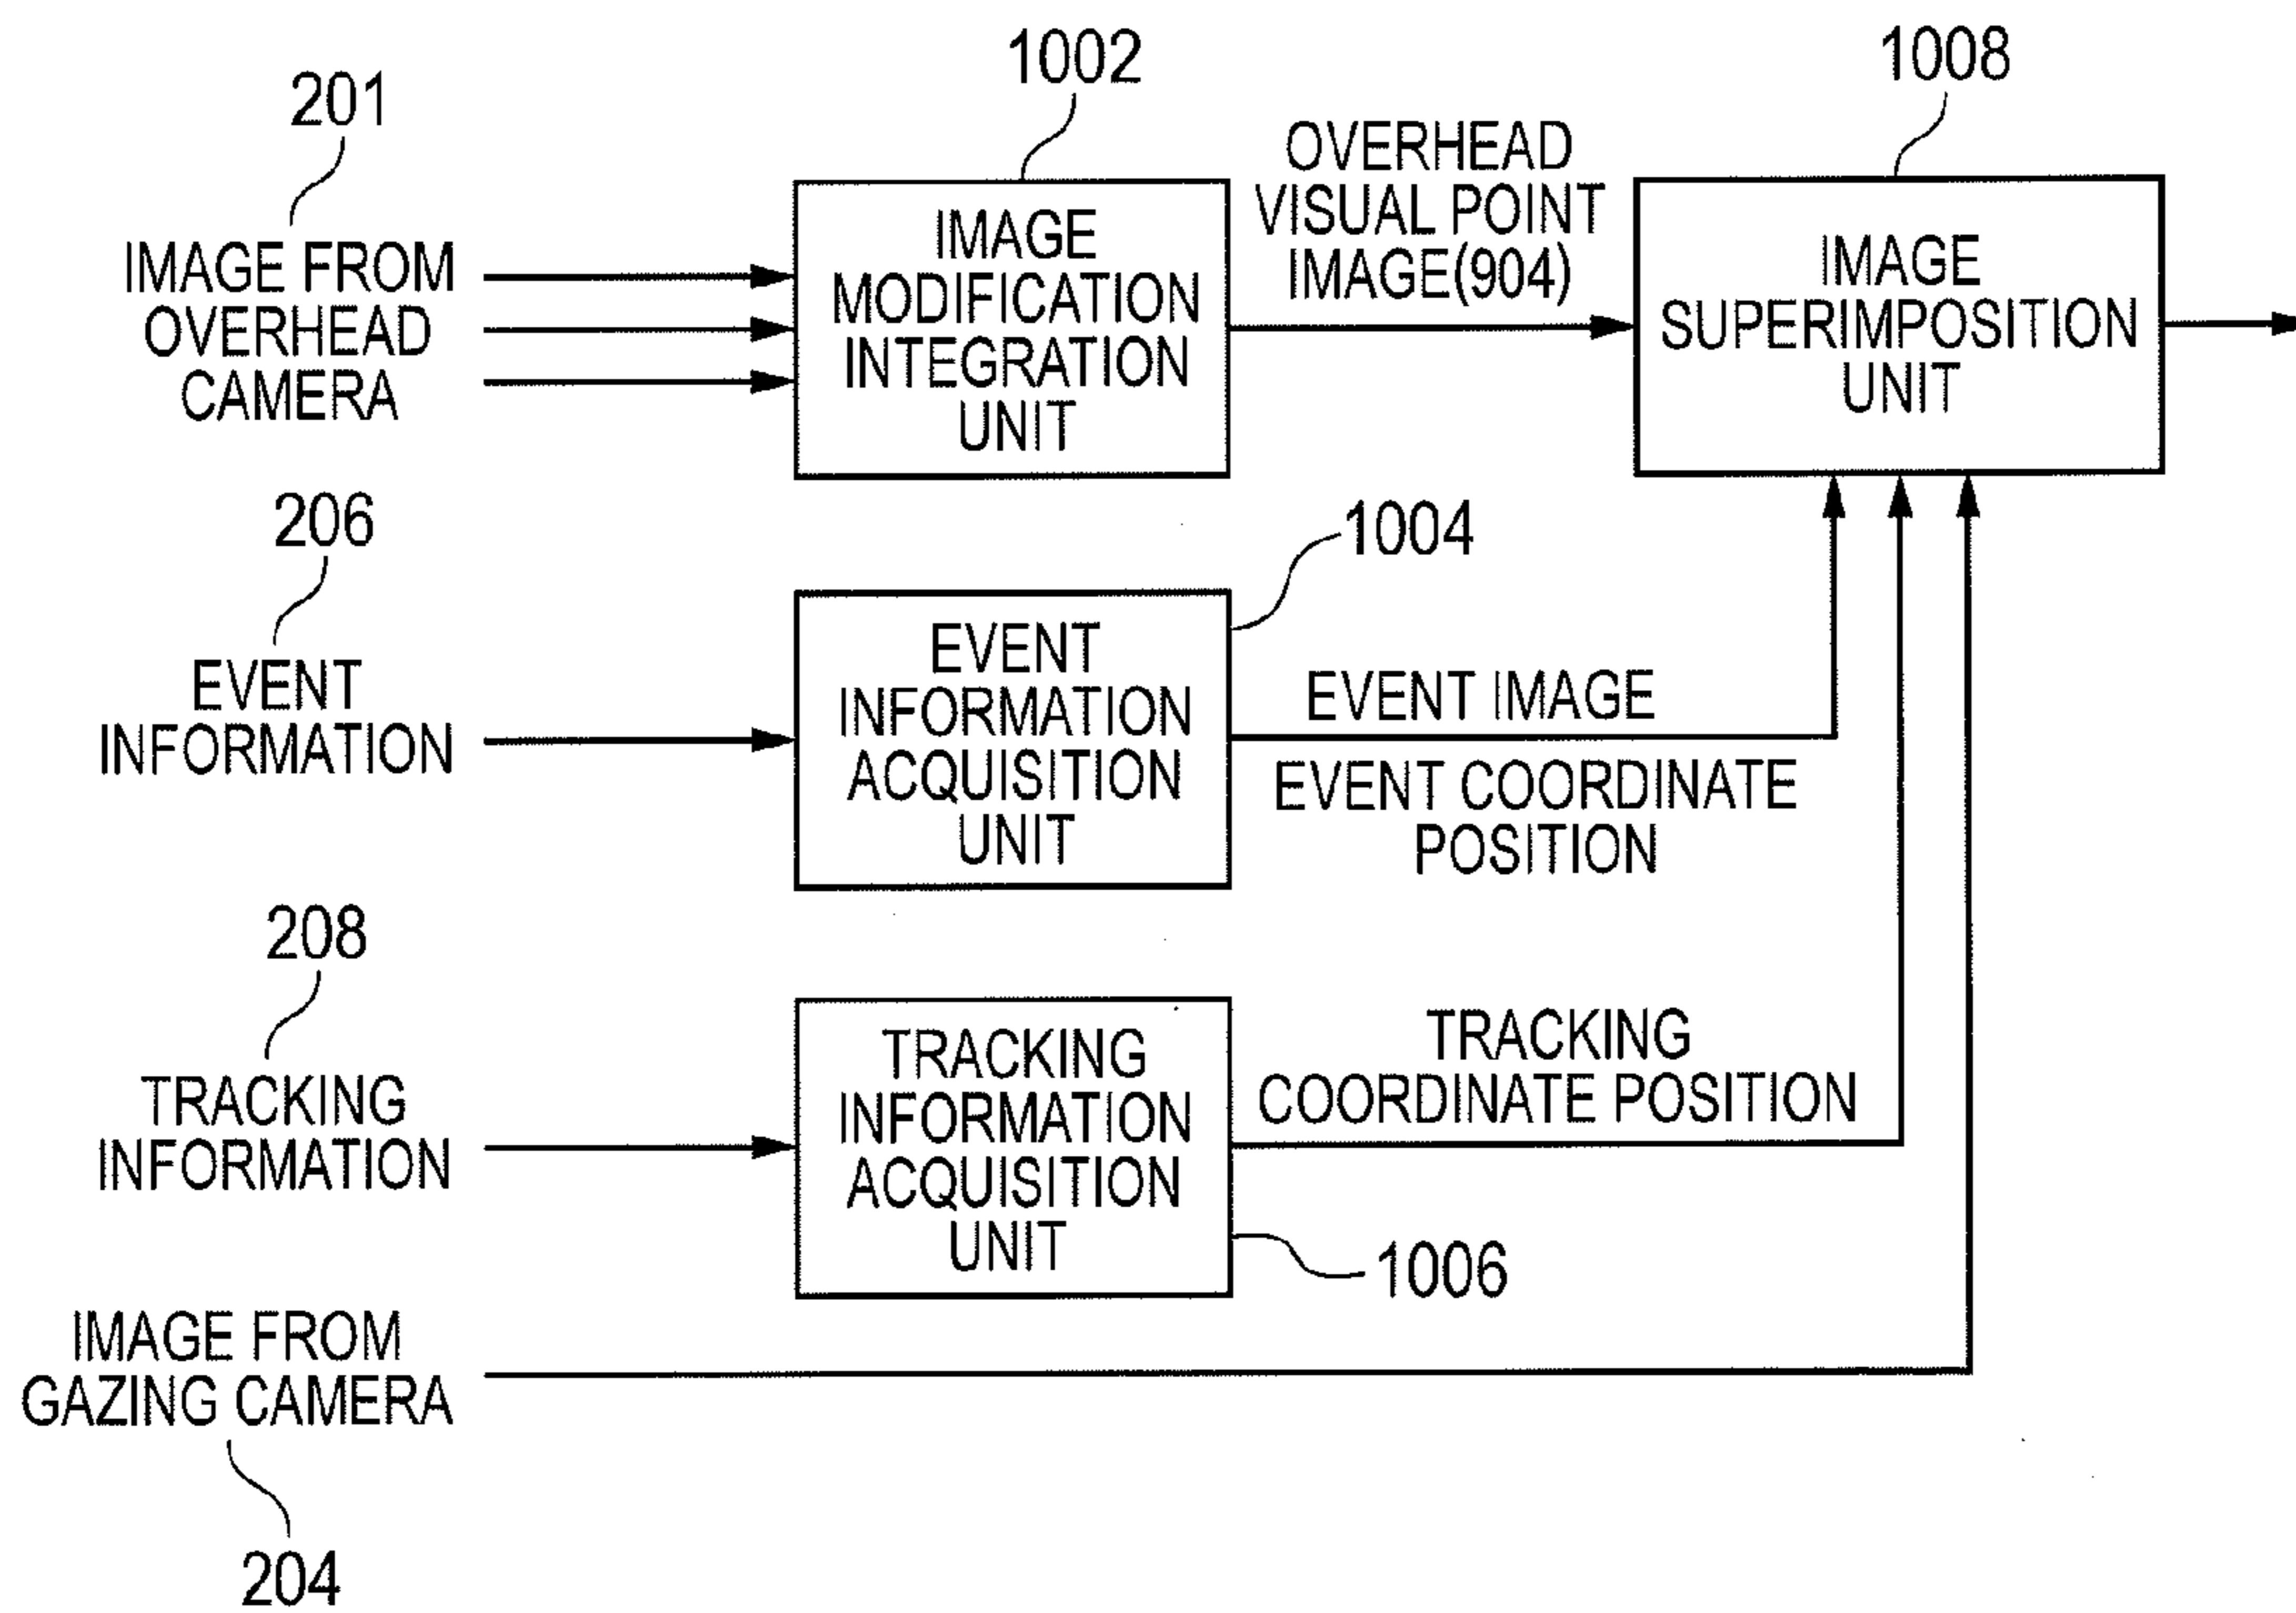 201
IMAGE FROM
OVERHEAD
CAMERA
1002
IMAGE
MODIFICATION
INTEGRATION
UNIT
OVERHEAD
VISUAL POINT
IMAGE(904)
1008
IMAGE
SUPERIMPOSITION
UNIT
206
EVENT
INFORMATION
1004
EVENT
INFORMATION
ACQUISITION
UNIT
EVENT IMAGE
EVENT COORDINATE
POSITION
208
TRACKING
INFORMATION
TRACKING
INFORMATION
ACQUISITION
UNIT
1006
TRACKING
COORDINATE POSITION
IMAGE FROM
GAZING CAMERA
204